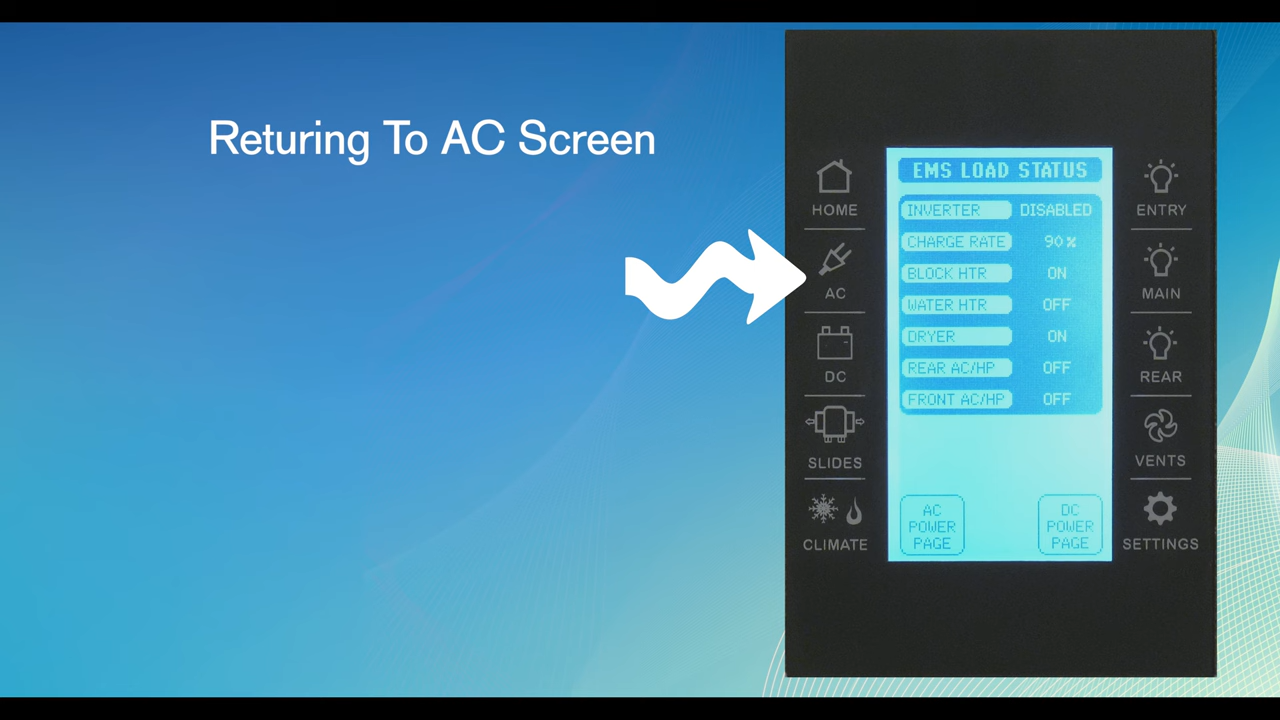 Returing To AC Screen
HOME
AC
DC
SLIDES
CLIMATE
EMS LOAD STATUS
INVERTER DISABLED
CHARGE RATE 90%
BLOCK HTR ON
WATER HTR OFF
DRYER ON
REAR AC/HP OFF
FRONT AC/HP OFF
AC
POWER
PAGE
DC
POWER
PAGE
ENTRY
MAIN
REAR
VENTS
SETTINGS